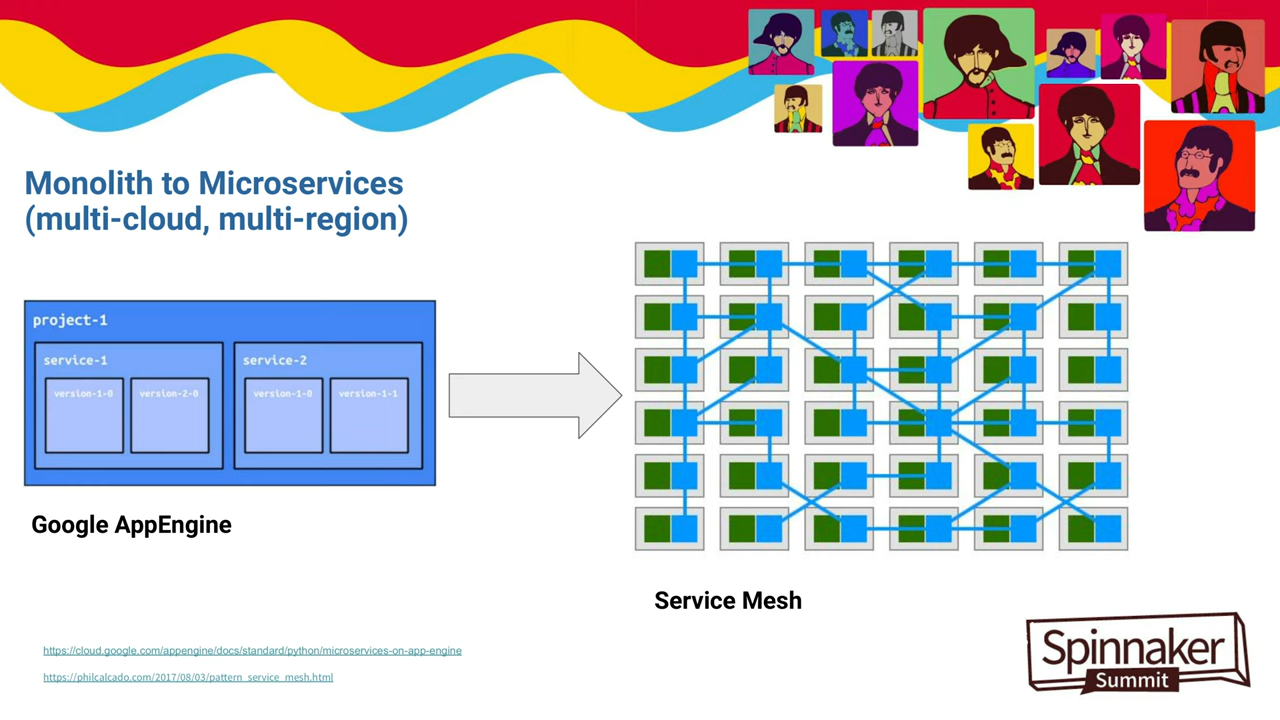 Monolith to Microservices
(multi-cloud, multi-region)
project-1
service-1
service-2
version-1-0
version-2-0
version-1-0
version-1-1
Google AppEngine
Service Mesh
https://cloud.google.com/appengine/docs/standard/python/microservices-on-app-engine
https://philcalcado.com/2017/08/03/pattern_service_mesh.html
Spinnaker
Summit